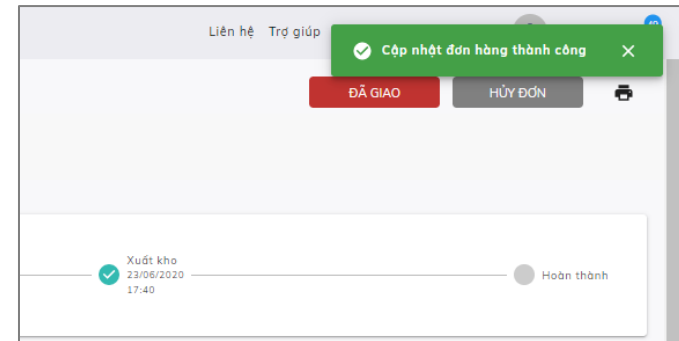 Liên hệ Trợ giúp
Cập nhật đơn hàng thành công
ĐÃ GIAO
HỦY ĐƠN
Xuất kho
23/06/2020
17:40
Hoàn thành